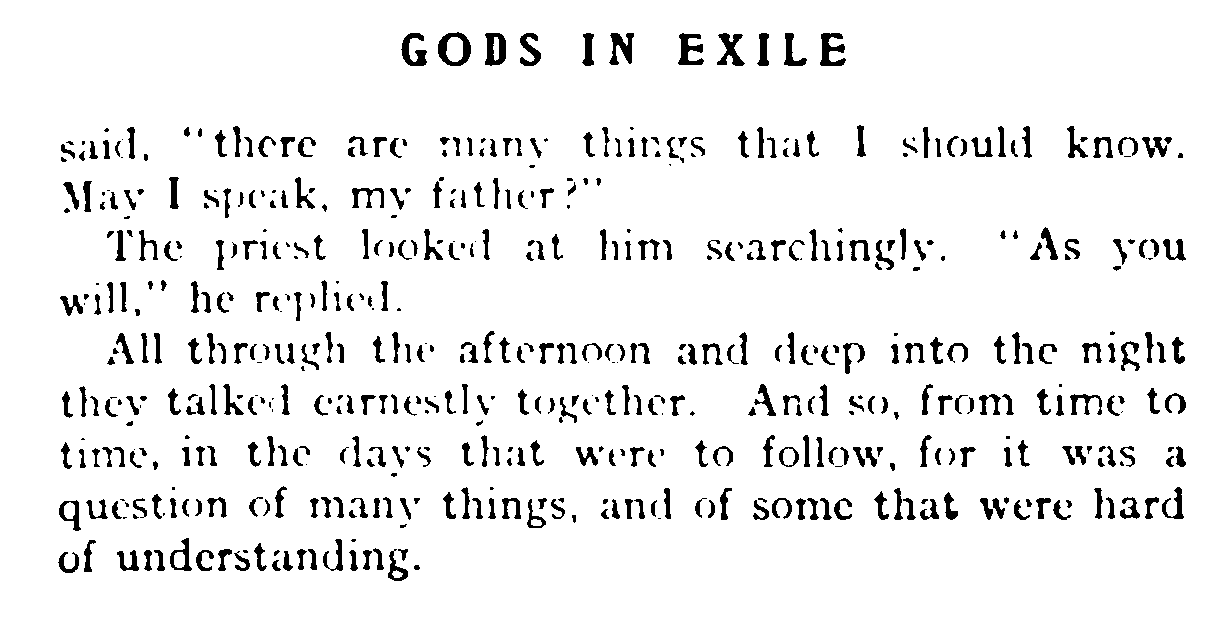 GODS IN EXILE
said, "there are many things that I should know.
May I speak, my father?"
The priest looked at him searchingly. "As you
will," he replied.
All through the afternoon and deep into the night
they talked earnestly together. And so, from time to
time, in the days that were to follow, for it was a
question of many things, and of some that were hard
of understanding.